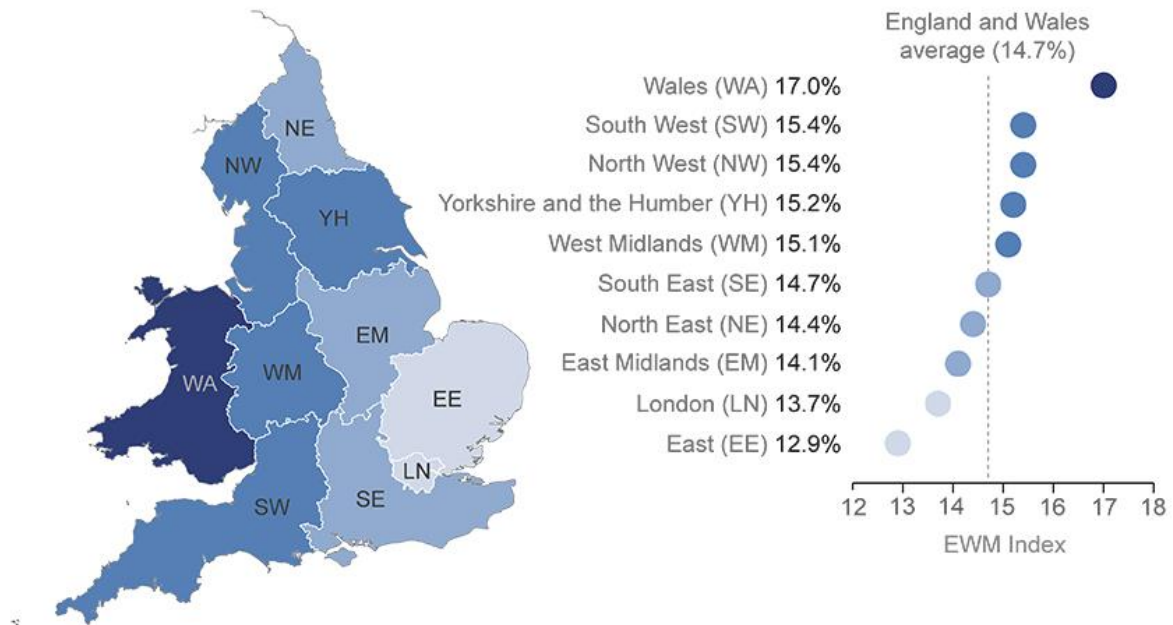 NE
NW
YH
EM
WA
WM
EE
LN
SW
SE
England and Wales
average (14.7%)
Wales (WA) 17.0%
South West (SW) 15.4%
North West (NW) 15.4%
Yorkshire and the Humber (YH) 15.2%
West Midlands (WM) 15.1%
South East (SE) 14.7%
North East (NE) 14.4%
East Midlands (EM) 14.1%
London (LN) 13.7%
East (EE) 12.9%
12 13 14 15 16 17 18
EWM Index